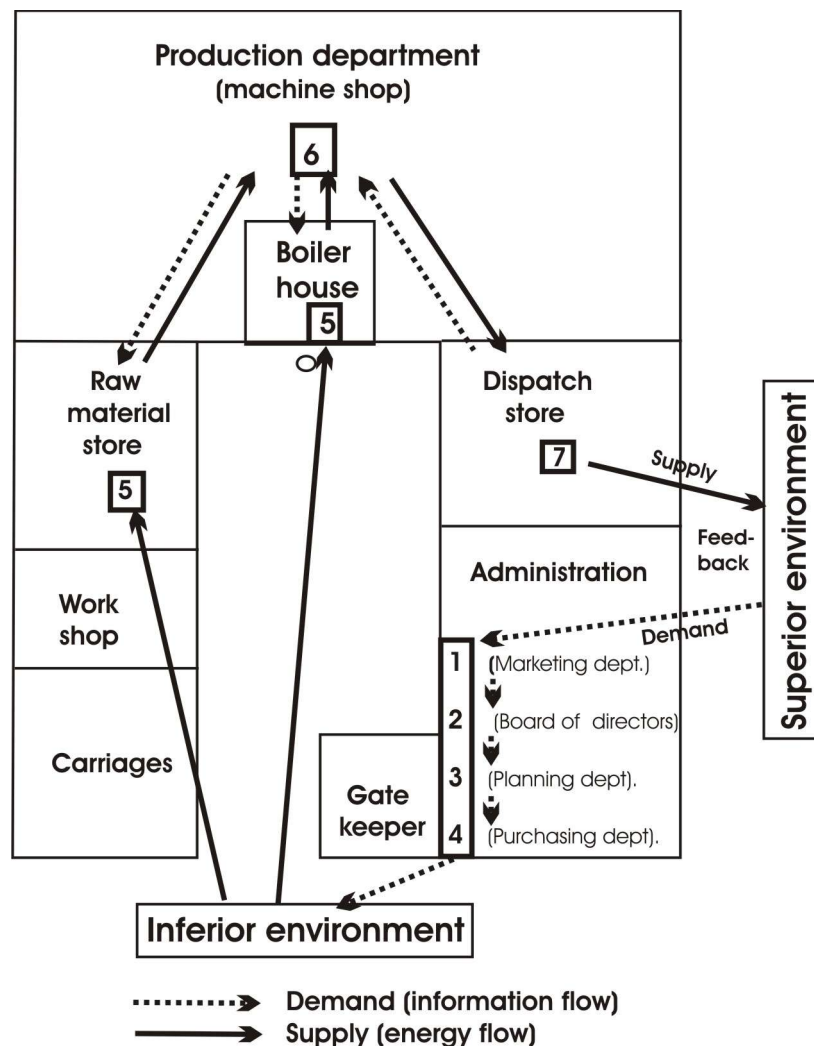 Production department
(machine shop)
6
Boiler
house
5
Raw
material
store
5
Dispatch
store
7
Supply
Superior environment
Feed-
back
Demand
Work
shop
Administration
1 (Marketing dept.)
2 (Board of directors)
3 (Planning dept).
4 (Purchasing dept).
Carriages
Gate
keeper
Inferior environment
Demand (information flow)
Supply (energy flow)